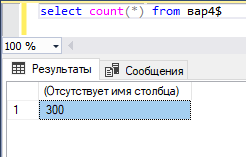 select count(*) from вар4$
100 %
Результаты Сообщения
(Отсутствует имя столбца)
1 300